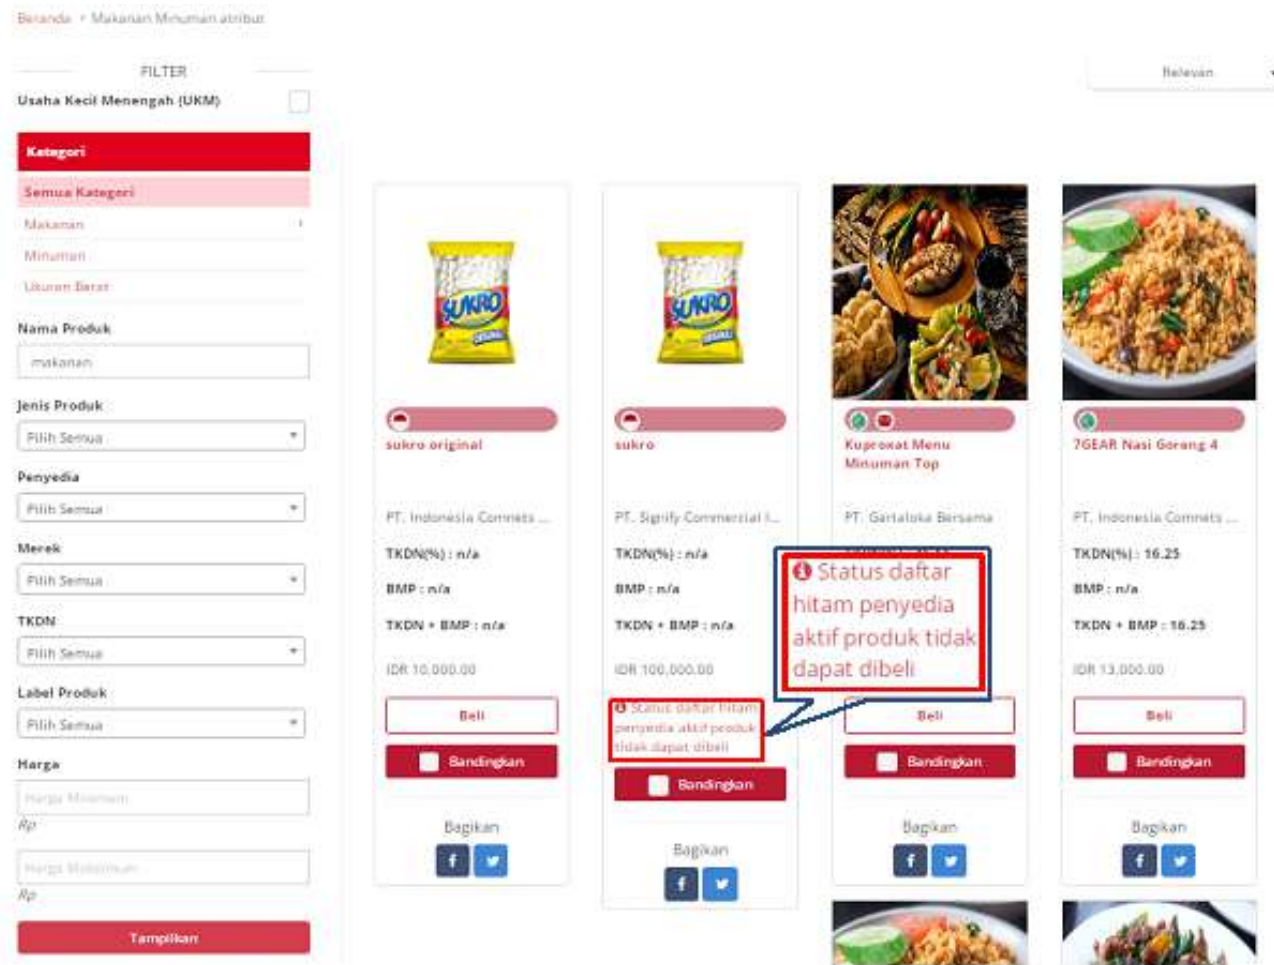 Beranda
Makanan Minuman atribut
FILTER
Usaha Kecil Menengah (UKM)
Kategori
Semua Kategori
Makanan
Minuman
Ukuran Berat
Nama Produk
makanan
Jenis Produk
Pilih Semua
Penyedia
Pilih Semua
Merek
Pilih Semua
TKDN
Pilih Semua
Label Produk
Pilih Semua
Harga
Harga Minimum
Rp
Harga Maksimum
Rp
Tampilkan
Relevan
SUKRO
ORIGINAL
sukro original
PT. Indonesia Comnets ...
TKDN(%) : n/a
BMP : n/a
TKDN + BMP : n/a
IDR 10,000.00
Beli
Bandingkan
Bagikan
SUKRO
ORIGINAL
sukro
PT. Signify Commercial I...
TKDN(%) : n/a
BMP : n/a
TKDN + BMP : n/a
IDR 100,000.00
Status daftar hitam
penyedia aktif produk
tidak dapat dibeli
Bandingkan
Bagikan
Kuproxat Menu
Minuman Top
PT. Gartaloka Bersama
Status daftar
hitam penyedia
aktif produk tidak
dapat dibeli
Beli
Bandingkan
Bagikan
7GEAR Nasi Goreng 4
PT. Indonesia Comnets ...
TKDN(%) : 16.25
BMP : n/a
TKDN + BMP : 16.25
IDR 13,000.00
Beli
Bandingkan
Bagikan